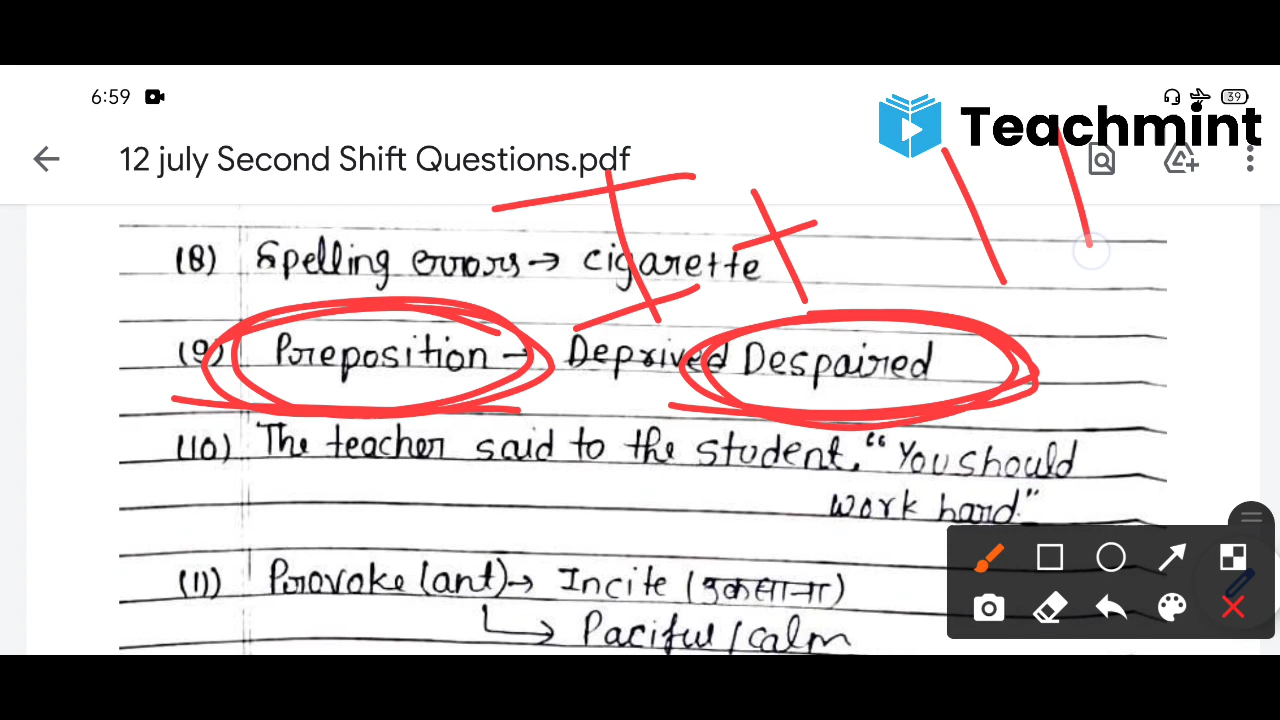 6:59
39
Teachmint
12 july Second Shift Questions.pdf
(8) Spelling errors → cigarette
(9) Preposition → Deprived Despaired
(10) The teacher said to the student, "You should
work hard."
(11) Provoke (ant) → Incite (उकसाना)
→ Paciful / calm